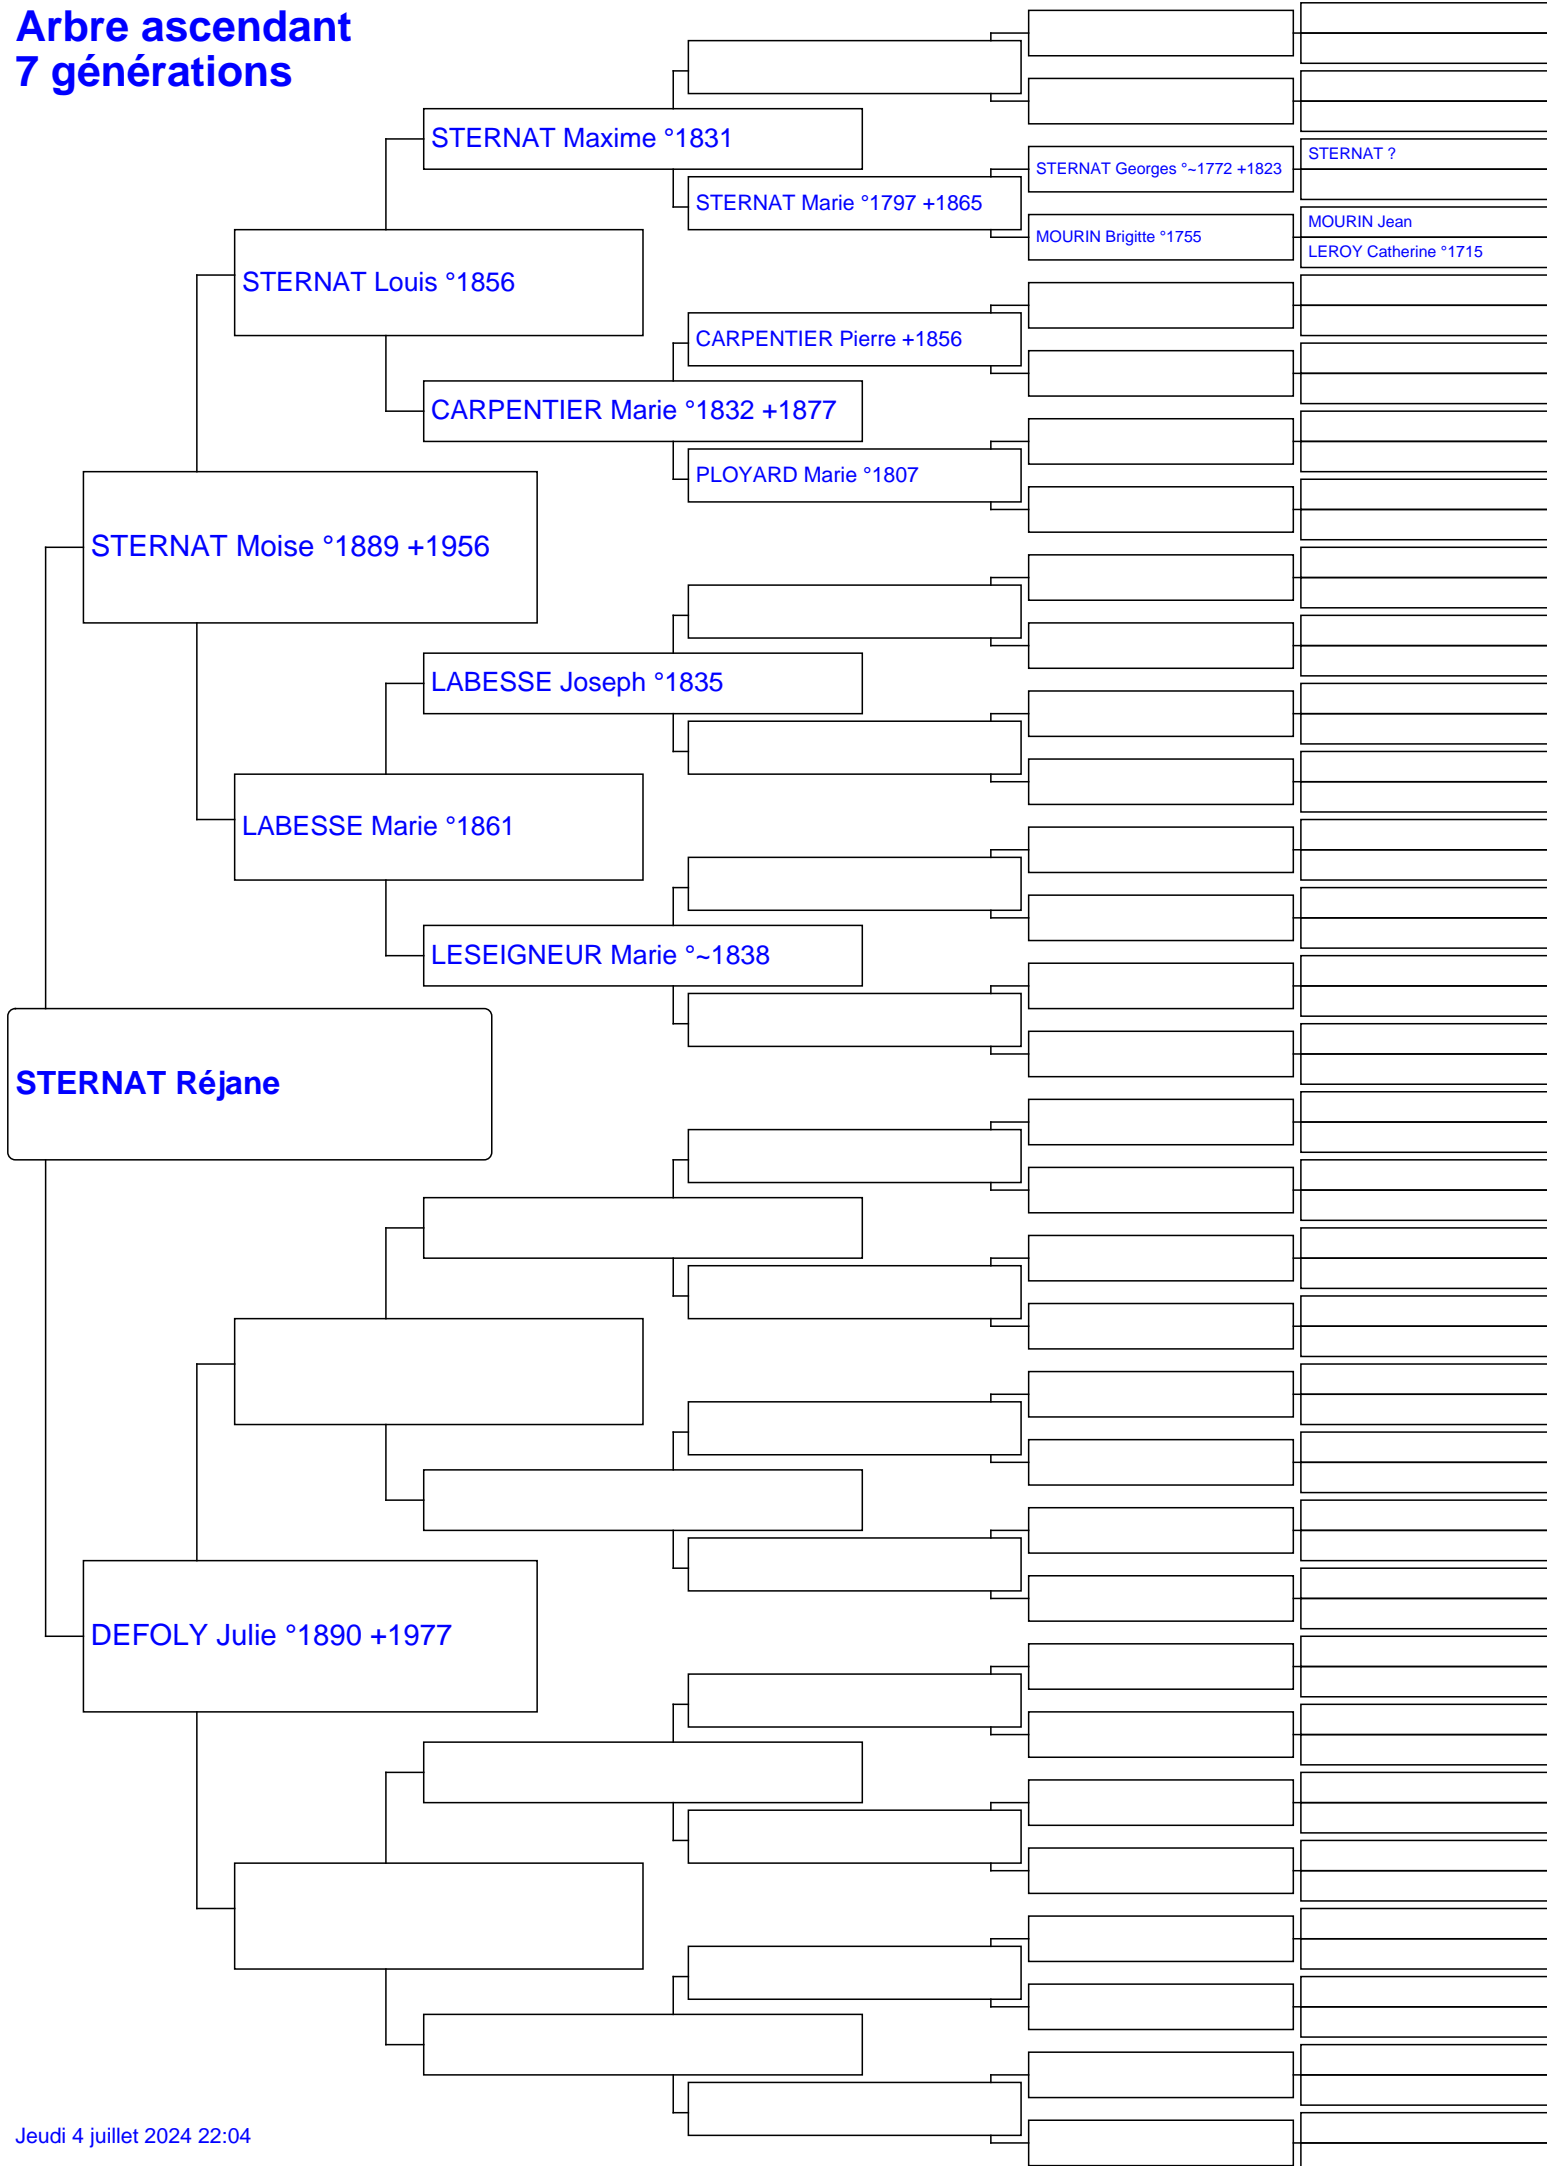 Arbre ascendant
7 générations
STERNAT Maxime °1831
STERNAT Georges °~1772 +1823
STERNAT ?
STERNAT Marie °1797 +1865
MOURIN Brigitte °1755
MOURIN Jean
LEROY Catherine °1715
STERNAT Louis °1856
CARPENTIER Pierre +1856
CARPENTIER Marie °1832 +1877
PLOYARD Marie °1807
STERNAT Moise °1889 +1956
LABESSE Joseph °1835
LABESSE Marie °1861
LESEIGNEUR Marie °~1838
STERNAT Réjane
DEFOLY Julie °1890 +1977
Jeudi 4 juillet 2024 22:04